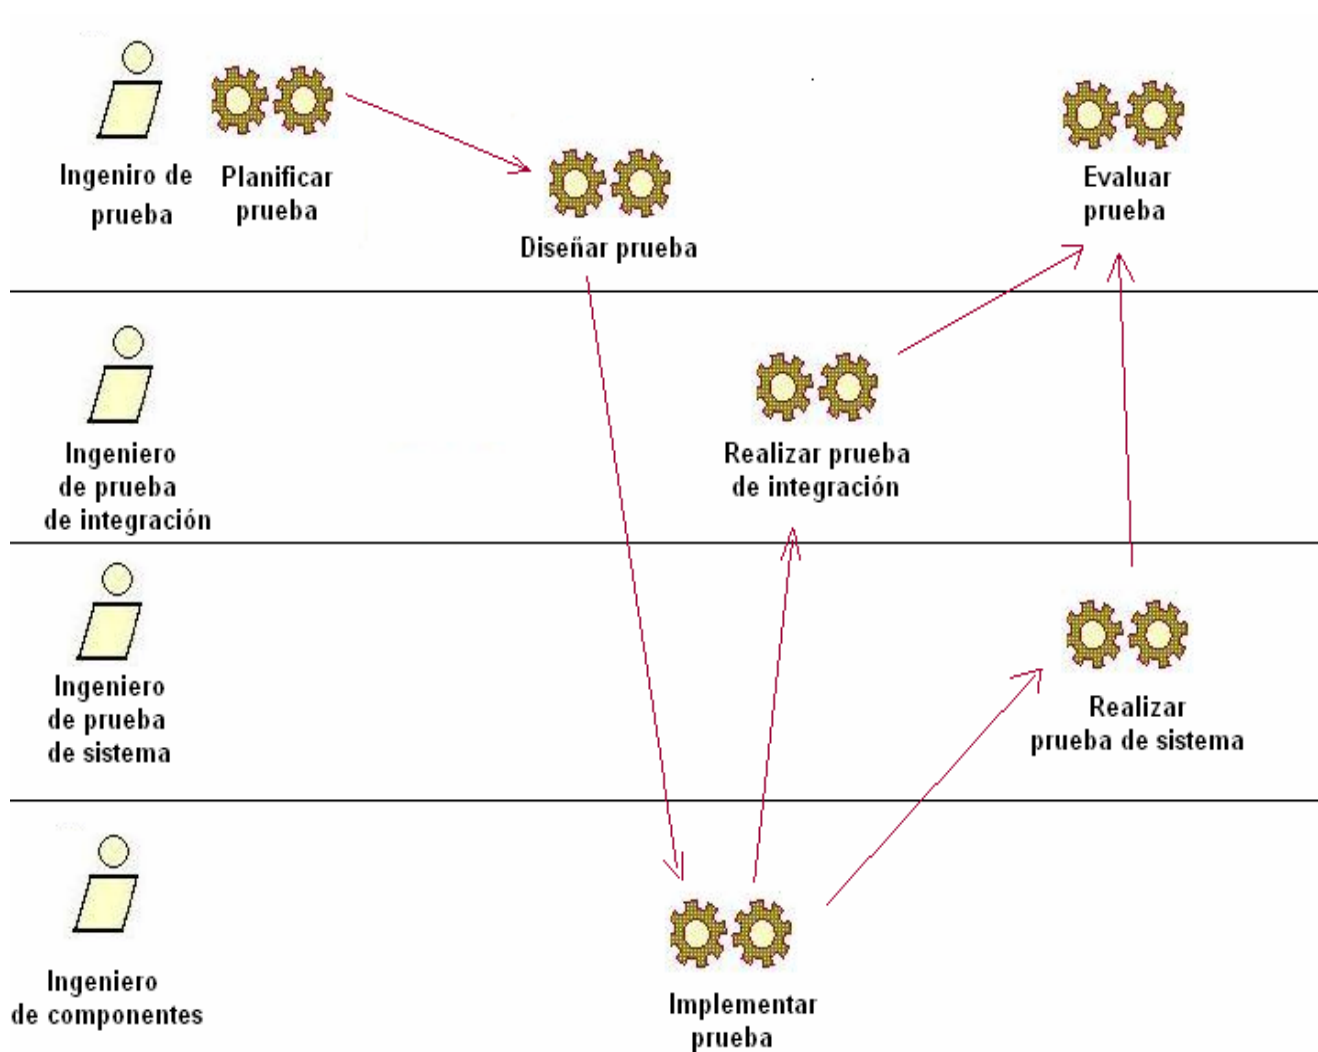 Ingeniro de
prueba
Planificar
prueba
Diseñar prueba
Evaluar
prueba
Ingeniero
de prueba
de integración
Realizar prueba
de integración
Ingeniero
de prueba
de sistema
Realizar
prueba de sistema
Ingeniero
de componentes
Implementar
prueba